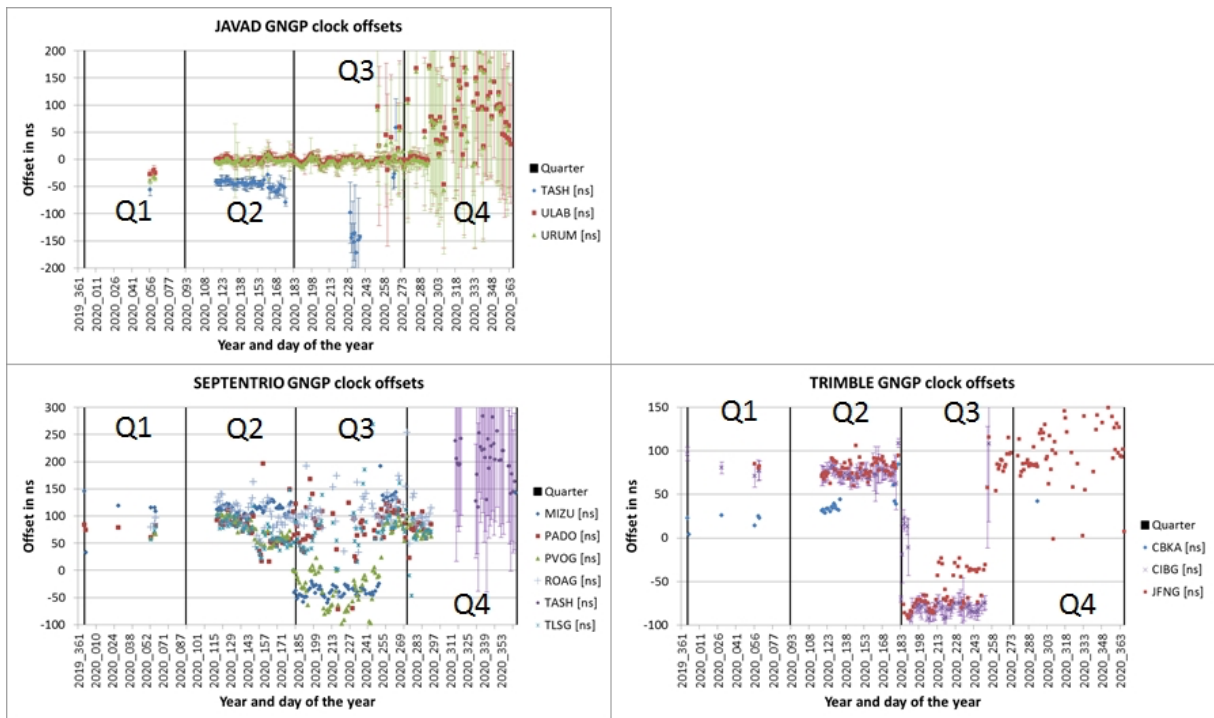 JAVAD GNGP clock offsets
200
150
100
50
0
-50
-100
-150
-200
Offset in ns
Q1
Q2
Q3
Q4
Quarter
TASH [ns]
ULAB [ns]
URUM [ns]
2019_361
2020_011
2020_026
2020_041
2020_056
2020_077
2020_093
2020_108
2020_123
2020_138
2020_153
2020_168
2020_183
2020_198
2020_213
2020_228
2020_243
2020_258
2020_273
2020_288
2020_303
2020_318
2020_333
2020_348
2020_363
Year and day of the year
SEPTENTRIO GNGP clock offsets
300
250
200
150
100
50
0
-50
-100
Offset in ns
Q1
Q2
Q3
Q4
Quarter
MIZU [ns]
PADO [ns]
PVOG [ns]
ROAG [ns]
TASH [ns]
TLSG [ns]
2019_361
2020_010
2020_024
2020_038
2020_052
2020_071
2020_087
2020_101
2020_115
2020_129
2020_143
2020_157
2020_171
2020_185
2020_199
2020_213
2020_227
2020_241
2020_255
2020_269
2020_283
2020_297
2020_311
2020_325
2020_339
2020_353
Year and day of the year
TRIMBLE GNGP clock offsets
150
100
50
0
-50
-100
Offset in ns
Q1
Q2
Q3
Q4
Quarter
CBKA [ns]
CIBG [ns]
JFNG [ns]
2019_361
2020_011
2020_026
2020_041
2020_056
2020_077
2020_093
2020_108
2020_123
2020_138
2020_153
2020_168
2020_183
2020_198
2020_213
2020_228
2020_243
2020_258
2020_273
2020_288
2020_303
2020_318
2020_333
2020_348
2020_363
Year and day of the year